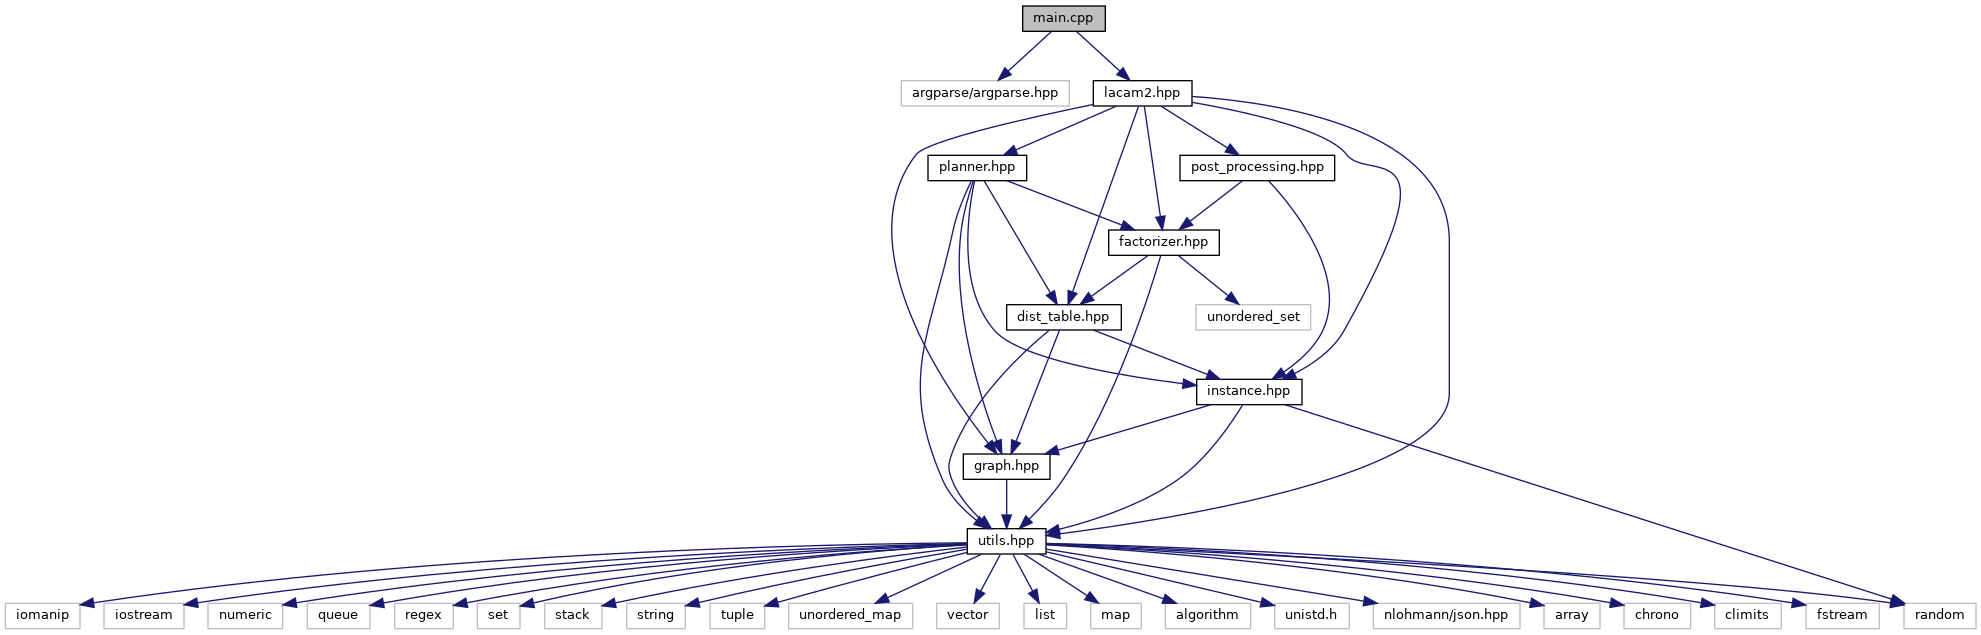 main.cpp
argparse/argparse.hpp
lacam2.hpp
planner.hpp
post_processing.hpp
factorizer.hpp
dist_table.hpp
unordered_set
instance.hpp
graph.hpp
utils.hpp
iomanip
iostream
numeric
queue
regex
set
stack
string
tuple
unordered_map
vector
list
map
algorithm
unistd.h
nlohmann/json.hpp
array
chrono
climits
fstream
random